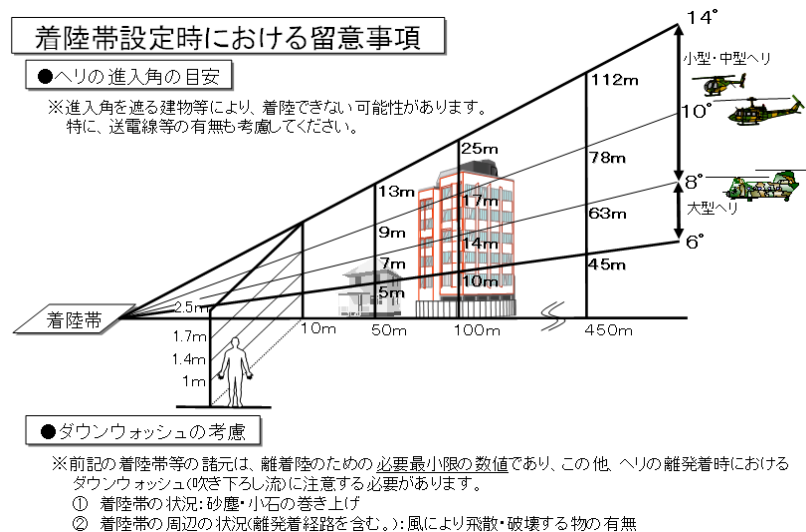 着陸帯設定時における留意事項
●ヘリの進入角の目安
※進入角を遮る建物等により、着陸できない可能性があります。
特に、送電線等の有無も考慮してください。
14°
小型・中型ヘリ
10°
8°
大型ヘリ
6°
112m
78m
63m
45m
25m
17m
14m
10m
13m
9m
7m
5m
2.5m
1.7m
1.4m
1m
着陸帯
10m
50m
100m
450m
●ダウンウォッシュの考慮
※前記の着陸帯等の諸元は、離着陸のための必要最小限の数値であり、この他、ヘリの離発着時における
ダウンウォッシュ(吹き下ろし流)に注意する必要があります。
① 着陸帯の状況:砂塵・小石の巻き上げ
② 着陸帯の周辺の状況(離発着経路を含む。):風により飛散・破壊する物の有無